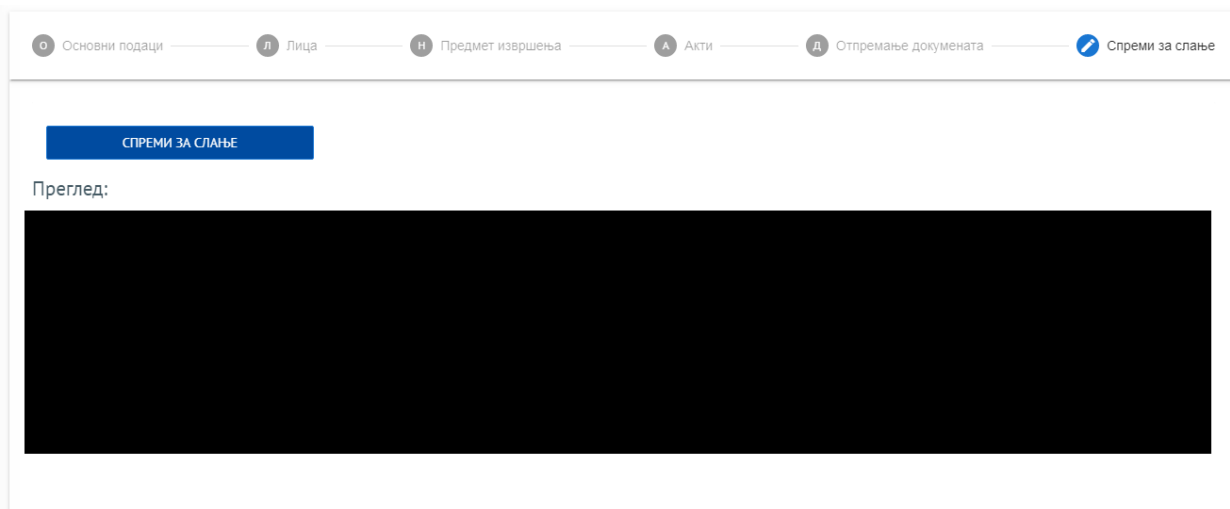 О Основни подаци Л Лица Н Предмет извршења А Акти Д Отпремање докумената Спреми за слање
СПРЕМИ ЗА СЛАЊЕ
Преглед: